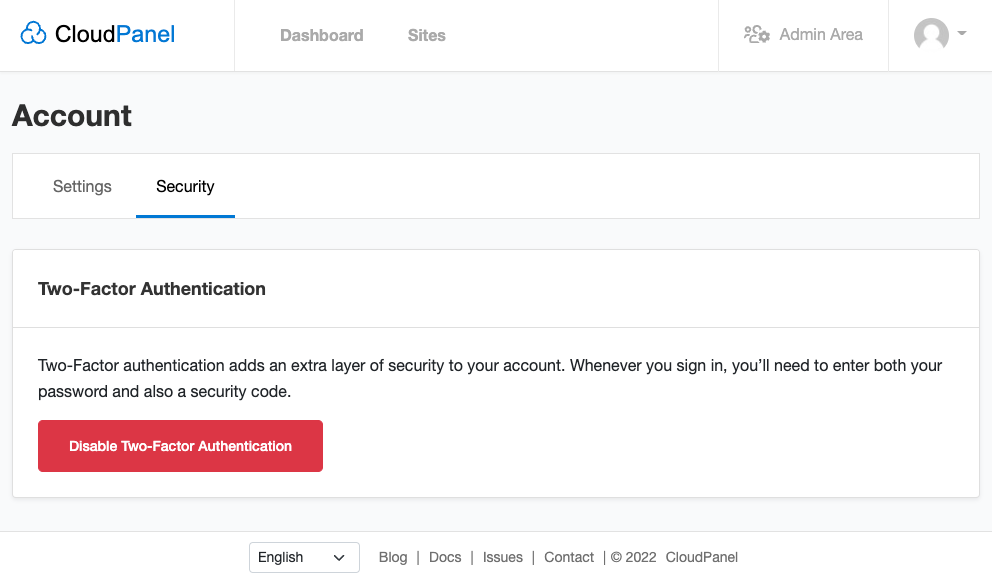 CloudPanel
Dashboard
Sites
Admin Area
Account
Settings
Security
Two-Factor Authentication
Two-Factor authentication adds an extra layer of security to your account. Whenever you sign in, you’ll need to enter both your
password and also a security code.
Disable Two-Factor Authentication
English
Blog | Docs | Issues | Contact | © 2022 CloudPanel